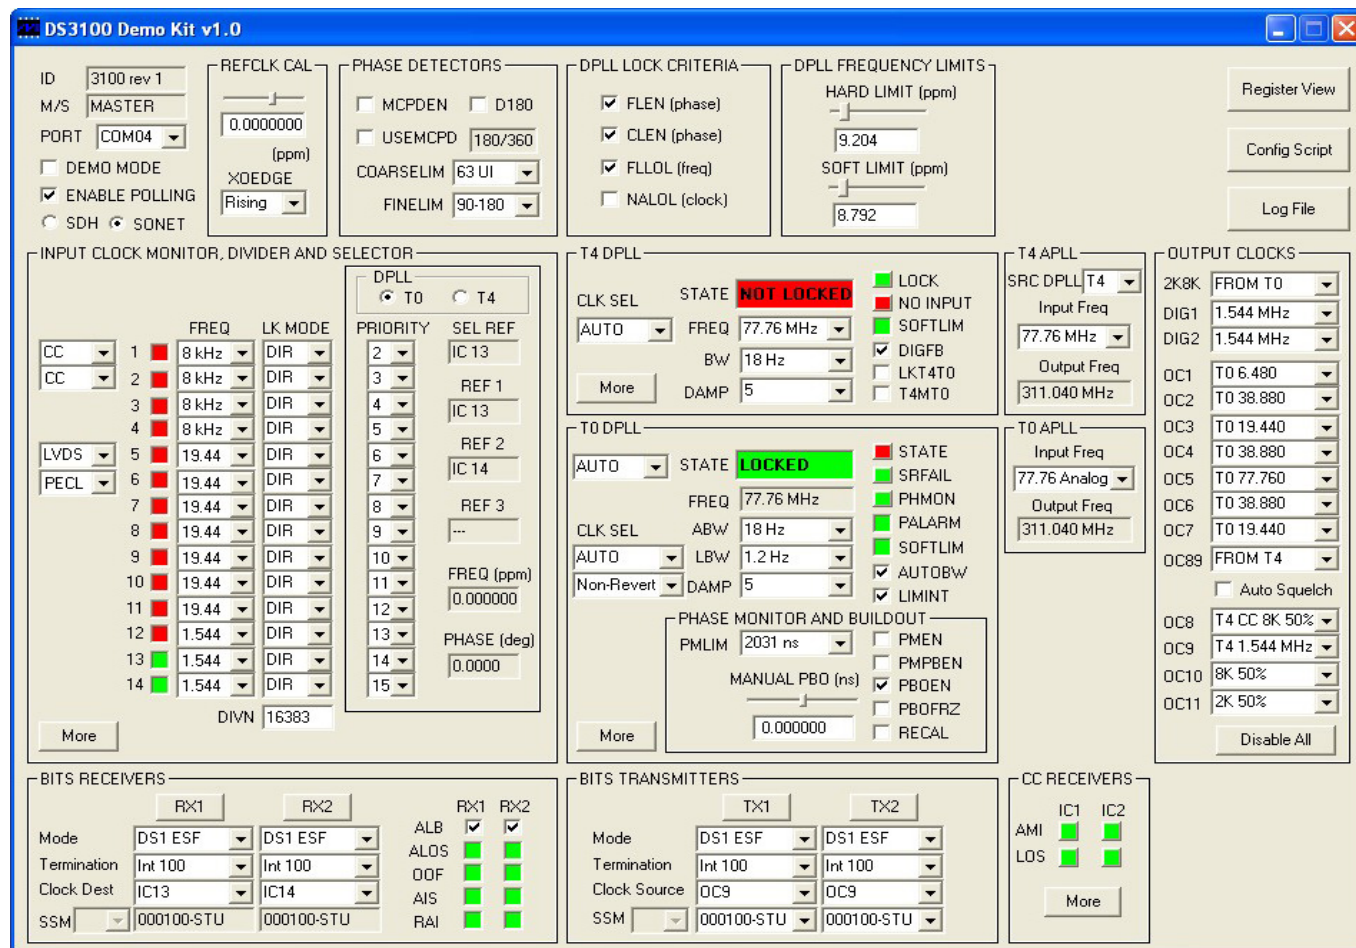 DS3100 Demo Kit v1.0
ID 3100 rev 1
M/S MASTER
PORT COM04
DEMO MODE
ENABLE POLLING
SDH SONET
REFCLK CAL
0.0000000
(ppm)
XOEDGE
Rising
PHASE DETECTORS
MCPDEN D180
USEMCPD 180/360
COARSELIM 63 UI
FINELIM 90-180
DPLL LOCK CRITERIA
FLEN (phase)
CLEN (phase)
FLLOL (freq)
NALOL (clock)
DPLL FREQUENCY LIMITS
HARD LIMIT (ppm)
9.204
SOFT LIMIT (ppm)
8.792
Register View
Config Script
Log File
INPUT CLOCK MONITOR, DIVIDER AND SELECTOR
DPLL
T0 T4
FREQ LK MODE PRIORITY SEL REF
CC 1 8 kHz DIR 2 IC 13
CC 2 8 kHz DIR 3 REF 1
3 8 kHz DIR 4 IC 13
4 8 kHz DIR 5 REF 2
LVDS 5 19.44 DIR 6 IC 14
PECL 6 19.44 DIR 7
7 19.44 DIR 8 REF 3
8 19.44 DIR 9 ---
9 19.44 DIR 10
10 19.44 DIR 11 FREQ (ppm)
11 19.44 DIR 12 0.000000
12 1.544 DIR 13 PHASE (deg)
13 1.544 DIR 14 0.0000
14 1.544 DIR 15
DIVN 16383
More
T4 DPLL
CLK SEL
AUTO
More
STATE NOT LOCKED
FREQ 77.76 MHz
BW 18 Hz
DAMP 5
LOCK
NO INPUT
SOFTLIM
DIGFB
LKT4T0
T4MT0
T4 APLL
SRC DPLL T4
Input Freq
77.76 MHz
Output Freq
311.040 MHz
T0 DPLL
AUTO
STATE LOCKED
FREQ 77.76 MHz
CLK SEL ABW 18 Hz
AUTO LBW 1.2 Hz
Non-Revert DAMP 5
STATE
SRFAIL
PHMON
PALARM
SOFTLIM
AUTOBW
LIMINT
PHASE MONITOR AND BUILDOUT
PMLIM 2031 ns
MANUAL PBO (ns)
0.000000
PMEN
PMPBEN
PBOEN
PBOFRZ
RECAL
More
T0 APLL
Input Freq
77.76 Analog
Output Freq
311.040 MHz
OUTPUT CLOCKS
2K8K FROM T0
DIG1 1.544 MHz
DIG2 1.544 MHz
OC1 T0 6.480
OC2 T0 38.880
OC3 T0 19.440
OC4 T0 38.880
OC5 T0 77.760
OC6 T0 38.880
OC7 T0 19.440
OC89 FROM T4
Auto Squelch
OC8 T4 CC 8K 50%
OC9 T4 1.544 MHz
OC10 8K 50%
OC11 2K 50%
Disable All
BITS RECEIVERS
RX1 RX2
Mode DS1 ESF DS1 ESF
Termination Int 100 Int 100
Clock Dest IC13 IC14
SSM 000100-STU 000100-STU
RX1 RX2
ALB
ALOS
OOF
AIS
RAI
BITS TRANSMITTERS
TX1 TX2
Mode DS1 ESF DS1 ESF
Termination Int 100 Int 100
Clock Source OC9 OC9
SSM 000100-STU 000100-STU
CC RECEIVERS
IC1 IC2
AMI
LOS
More